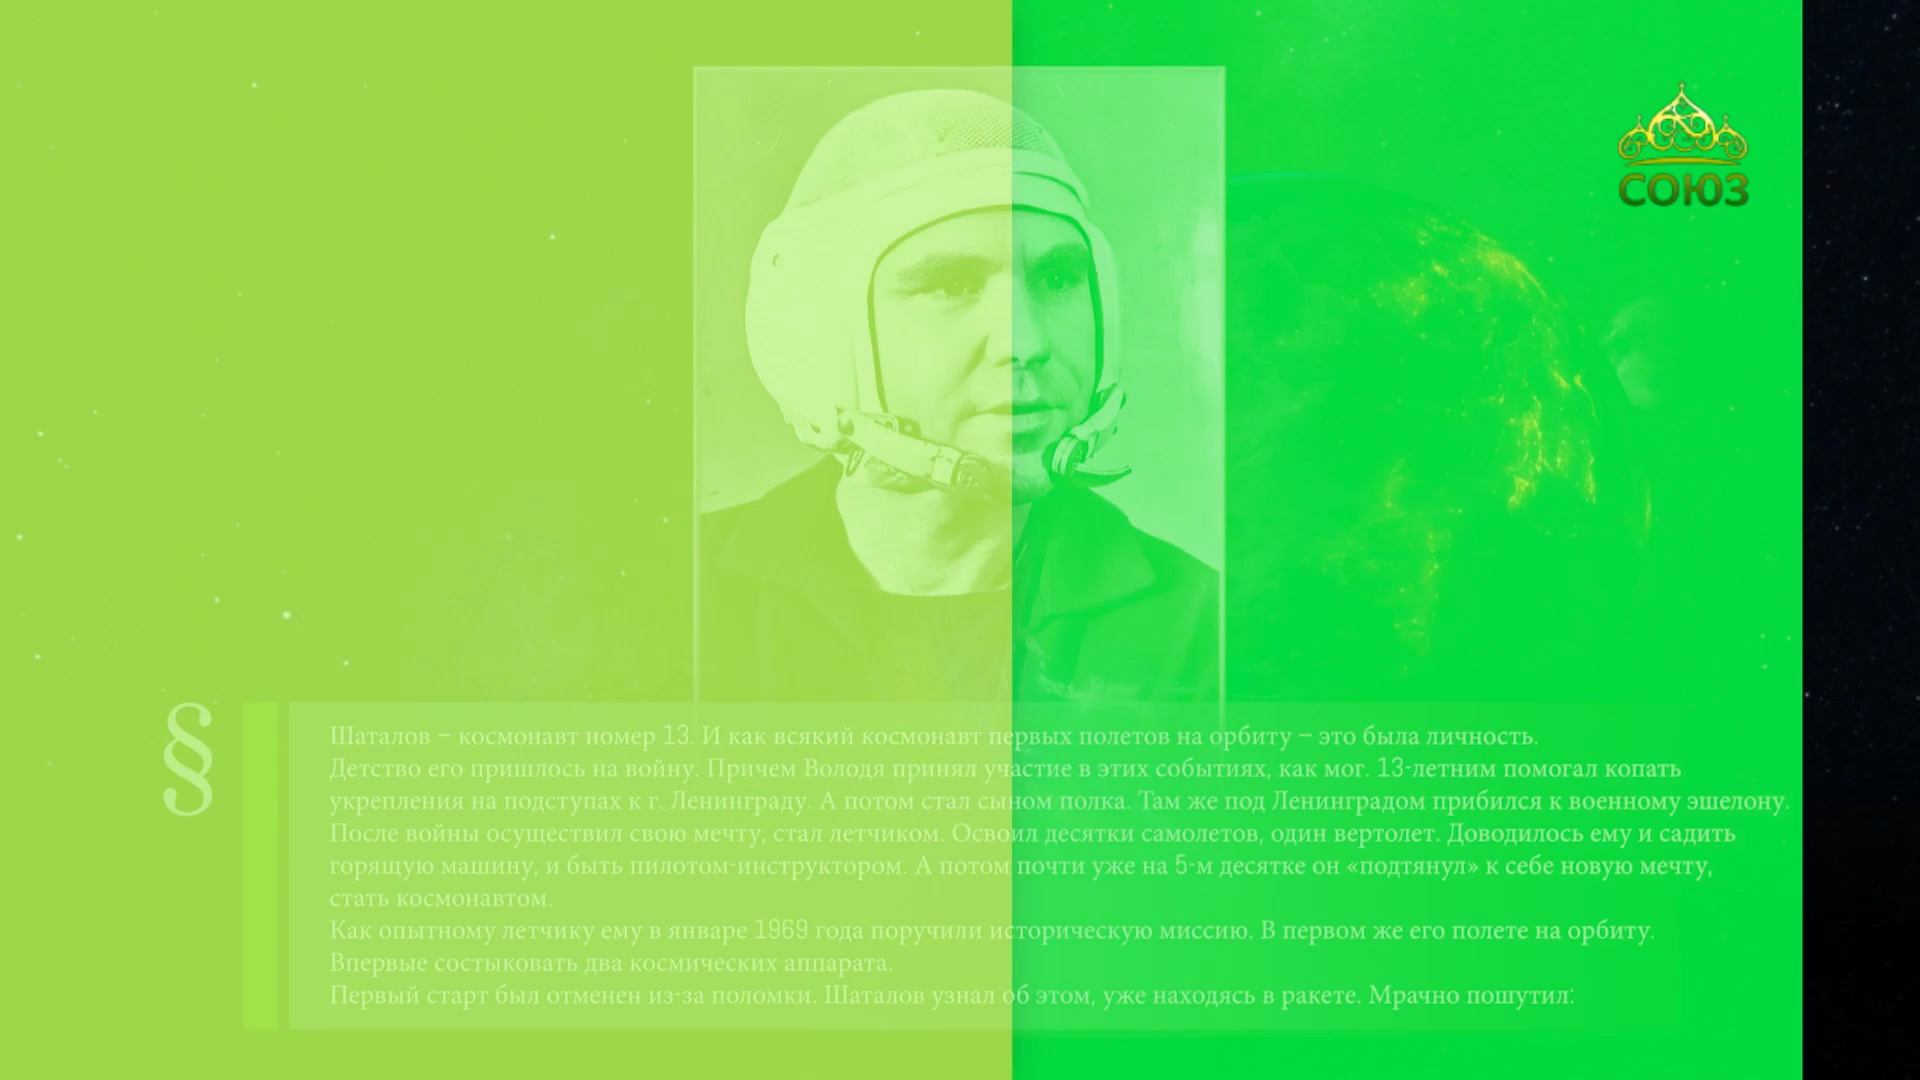 СОЮЗ
§
Шаталов – космонавт номер 13. И как всякий космонавт первых полетов на орбиту – это была личность.
Детство его пришлось на войну. Причем Володя принял участие в этих событиях, как мог. 13-летним помогал копать
укрепления на подступах к г. Ленинграду. А потом стал сыном полка. Там же под Ленинградом прибился к военному эшелону.
После войны осуществил свою мечту, стал летчиком. Освоил десятки самолетов, один вертолет. Доводилось ему и садить
горящую машину, и быть пилотом-инструктором. А потом почти уже на 5-м десятке он «подтянул» к себе новую мечту,
стать космонавтом.
Как опытному летчику ему в январе 1969 года поручили историческую миссию. В первом же его полете на орбиту.
Впервые состыковать два космических аппарата.
Первый старт был отменен из-за поломки. Шаталов узнал об этом, уже находясь в ракете. Мрачно пошутил: